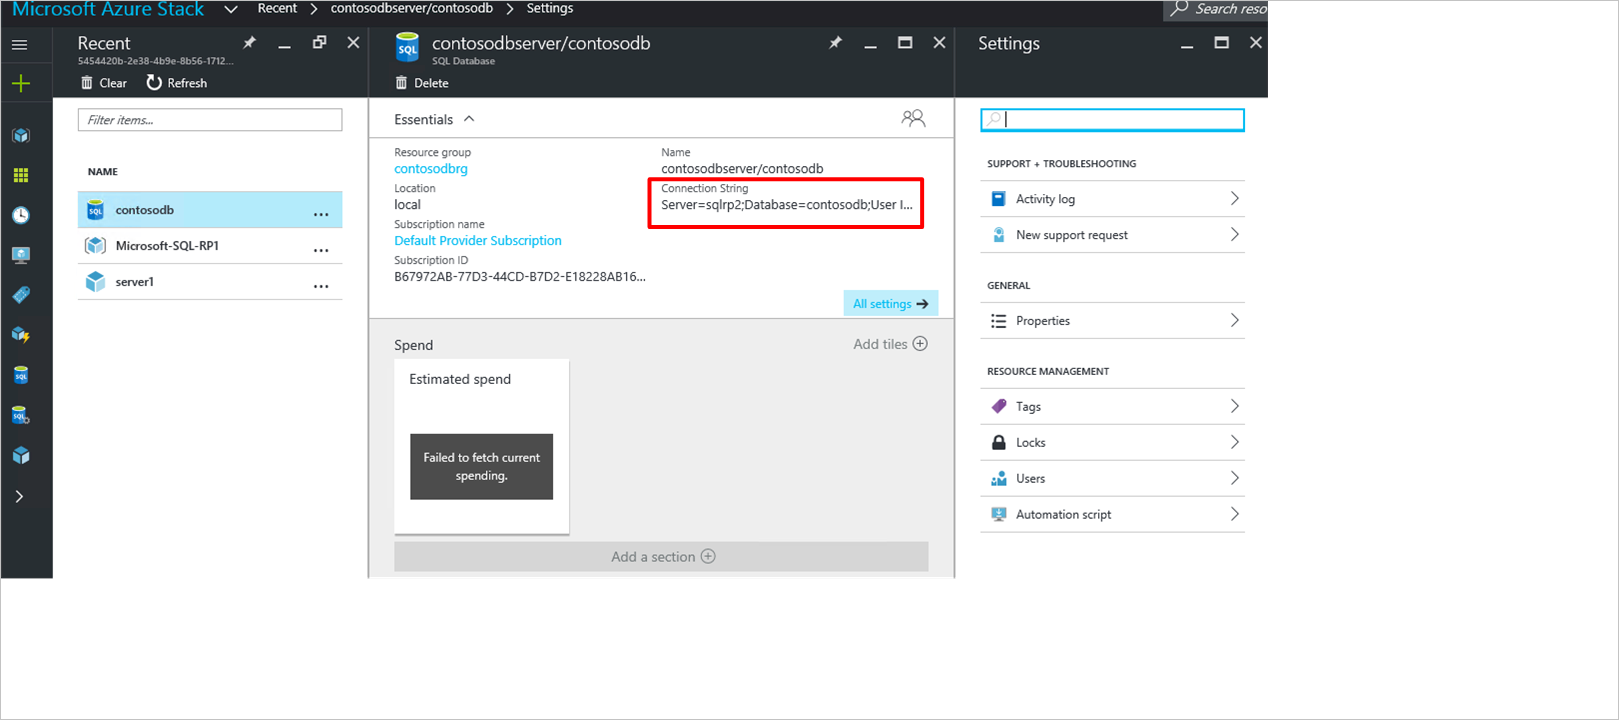 Microsoft Azure Stack Recent contosodbserver/contosodb Settings Search reso
Recent
5454420b-2e38-4b9e-8b56-1712...
Clear Refresh
Filter items...
NAME
contosodb ...
Microsoft-SQL-RP1 ...
server1 ...
SQL
SQL
SQL
SQL
contosodbserver/contosodb
SQL Database
Delete
Essentials
Resource group
contosodbrg
Location
local
Subscription name
Default Provider Subscription
Subscription ID
B67972AB-77D3-44CD-B7D2-E18228AB16...
Name
contosodbserver/contosodb
Connection String
Server=sqlrp2;Database=contosodb;User I...
All settings
Spend
Add tiles
Estimated spend
Failed to fetch current
spending.
Add a section
Settings
SUPPORT + TROUBLESHOOTING
Activity log
New support request
GENERAL
Properties
RESOURCE MANAGEMENT
Tags
Locks
Users
Automation script